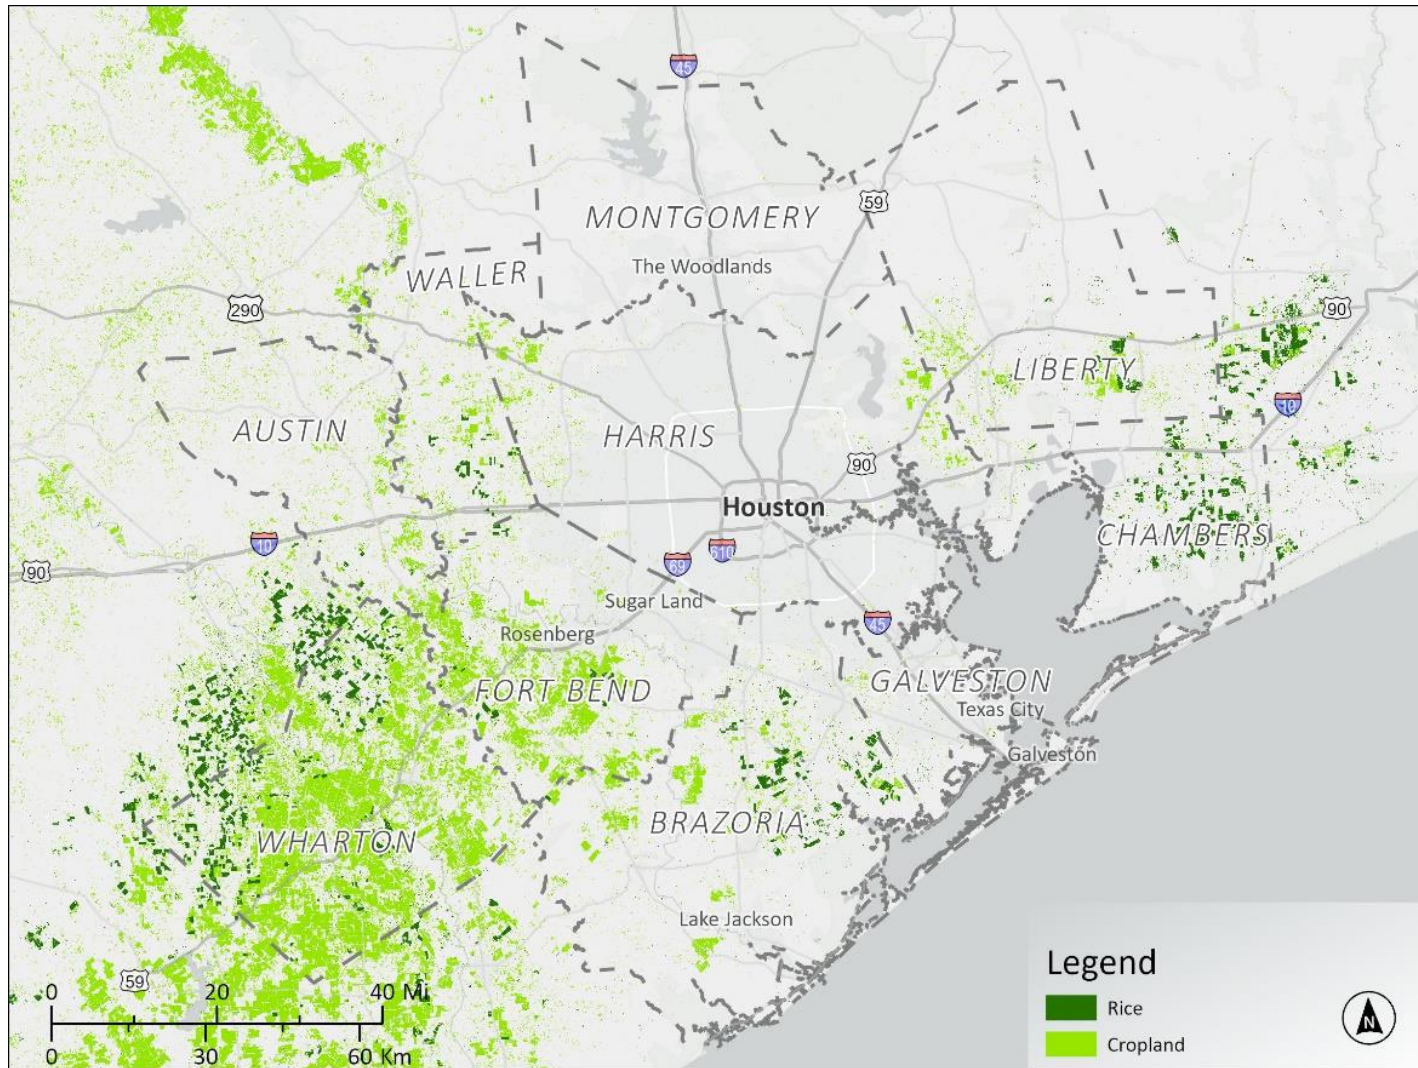 45
59
MONTGOMERY
The Woodlands
WALLER
290
90
LIBERTY
10
AUSTIN
HARRIS
90
Houston
CHAMBERS
10
610
69
90
Sugar Land
45
Rosenberg
FORT BEND
GALVESTON
Texas City
Galveston
BRAZORIA
WHARTON
Lake Jackson
59
0 20 40 Mi
0 30 60 Km
Legend
Rice
Cropland
N